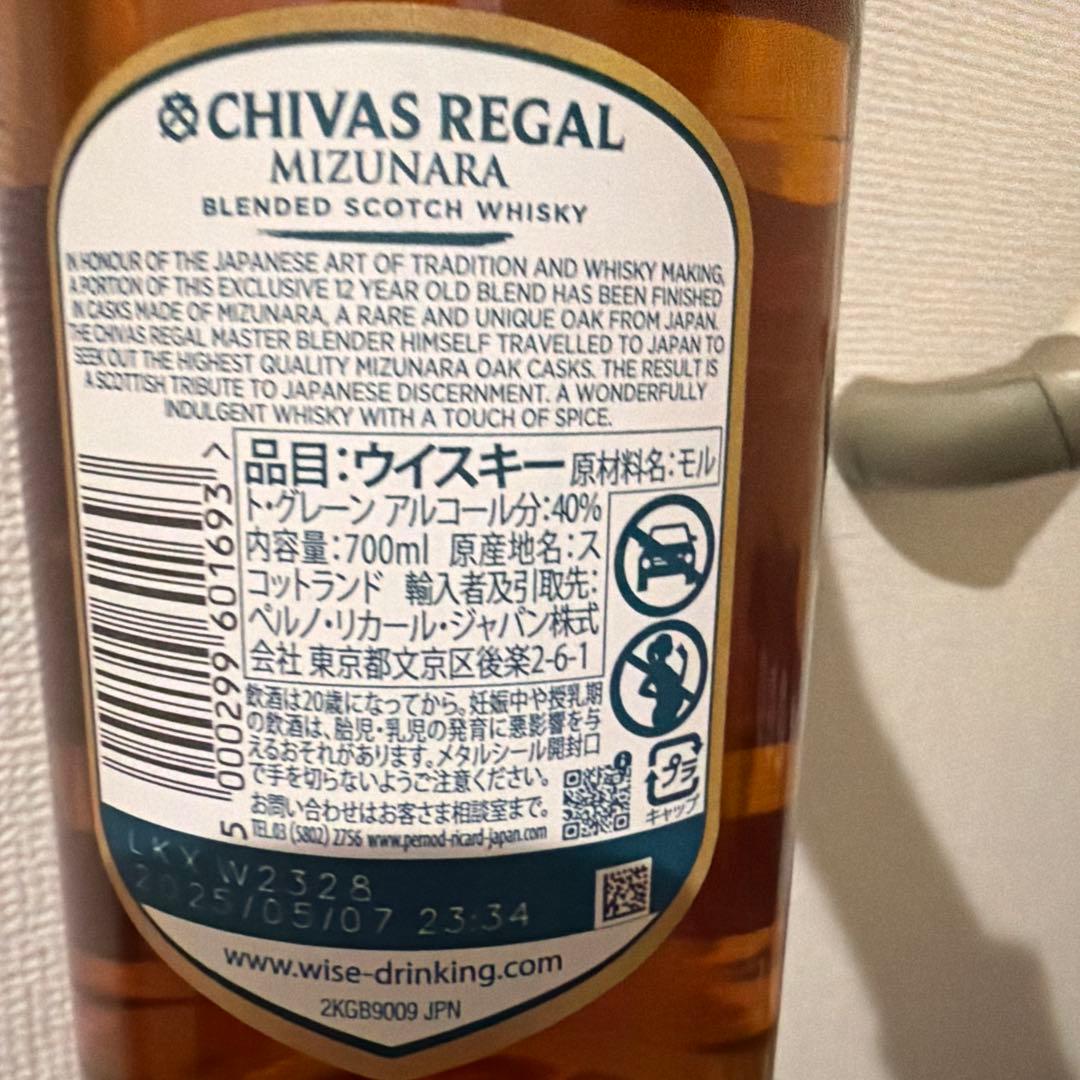 CHIVAS REGAL
MIZUNARA
BLENDED SCOTCH WHISKY
IN HONOUR OF THE JAPANESE ART OF TRADITION AND WHISKY MAKING,
A PORTION OF THIS EXCLUSIVE 12 YEAR OLD BLEND HAS BEEN FINISHED
IN CASKS MADE OF MIZUNARA, A RARE AND UNIQUE OAK FROM JAPAN.
THE CHIVAS REGAL MASTER BLENDER HIMSELF TRAVELLED TO JAPAN TO
SEEK OUT THE HIGHEST QUALITY MIZUNARA OAK CASKS. THE RESULT IS
A SCOTTISH TRIBUTE TO JAPANESE DISCERNMENT. A WONDERFULLY
INDULGENT WHISKY WITH A TOUCH OF SPICE.
品目:ウイスキー 原材料名:モル
ト・グレーン アルコール分:40%
内容量:700ml 原産地名:ス
コットランド 輸入者及引取先:
ペルノ・リカール・ジャパン株式
会社 東京都文京区後楽2-6-1
飲酒は20歳になってから。妊娠中や授乳期
の飲酒は、胎児・乳児の発育に悪影響を与
えるおそれがあります。メタルシール開封口
で手を切らないようご注意ください。
お問い合わせはお客さま相談室まで。
TEL.03 (5802) 2756 www.pernod-ricard-japan.com
プラ
キャップ
5 000299 601693 >
LKX W2328
2025/05/07 23:34
www.wise-drinking.com
2KGB9009 JPN